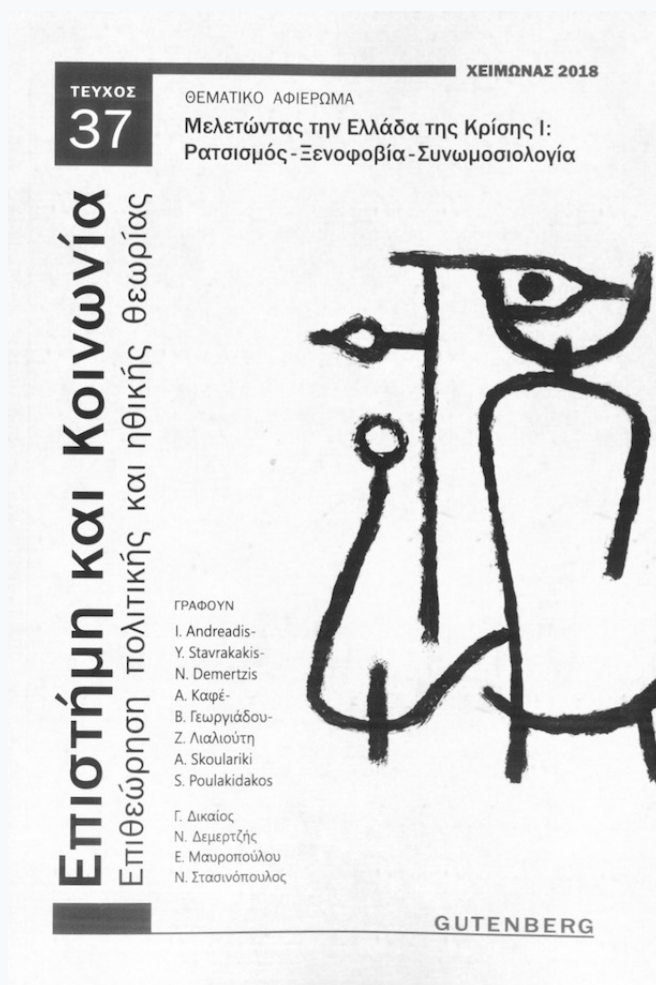 ΧΕΙΜΩΝΑΣ 2018
ΤΕΥΧΟΣ
37
ΘΕΜΑΤΙΚΟ ΑΦΙΕΡΩΜΑ
Μελετώντας την Ελλάδα της Κρίσης Ι:
Ρατσισμός - Ξενοφοβία - Συνωμοσιολογία
Επιστήμη και Κοινωνία
Επιθεώρηση πολιτικής και ηθικής θεωρίας
ΓΡΑΦΟΥΝ
I. Andreadis-
Y. Stavrakakis-
N. Demertzis
Α. Καφέ-
Β. Γεωργιάδου-
Ζ. Λιαλιούτη
A. Skoulariki
S. Poulakidakos
Γ. Δικαίος
Ν. Δεμερτζής
Ε. Μαυροπούλου
Ν. Στασινόπουλος
GUTENBERG